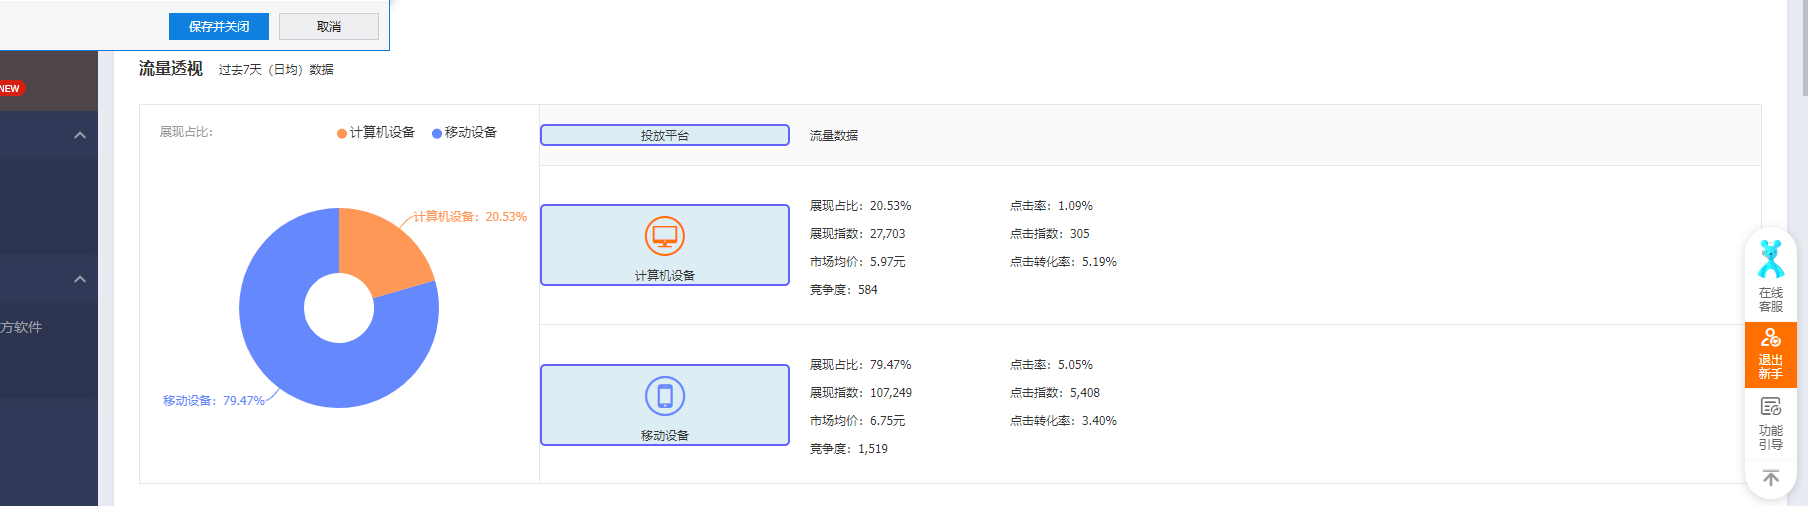 保存并关闭 取消
流量透视 过去7天（日均）数据
NEW
展现占比： 计算机设备 移动设备
投放平台 流量数据
计算机设备：20.53%
移动设备：79.47%
计算机设备
展现占比：20.53% 点击率：1.09%
展现指数：27,703 点击指数：305
市场均价：5.97元 点击转化率：5.19%
竞争度：584
移动设备
展现占比：79.47% 点击率：5.05%
展现指数：107,249 点击指数：5,408
市场均价：6.75元 点击转化率：3.40%
竞争度：1,519
方软件
在线
客服
退出
新手
功能
引导